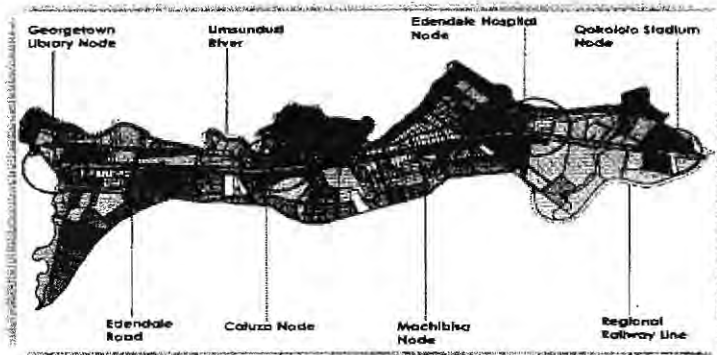 Georgetown
Library Node
Umsunduzi
River
Edendale Hospital
Node
Qokololo Stadium
Node
Edendale
Road
Caluza Node
Machibisa
Node
Regional
Railway Line